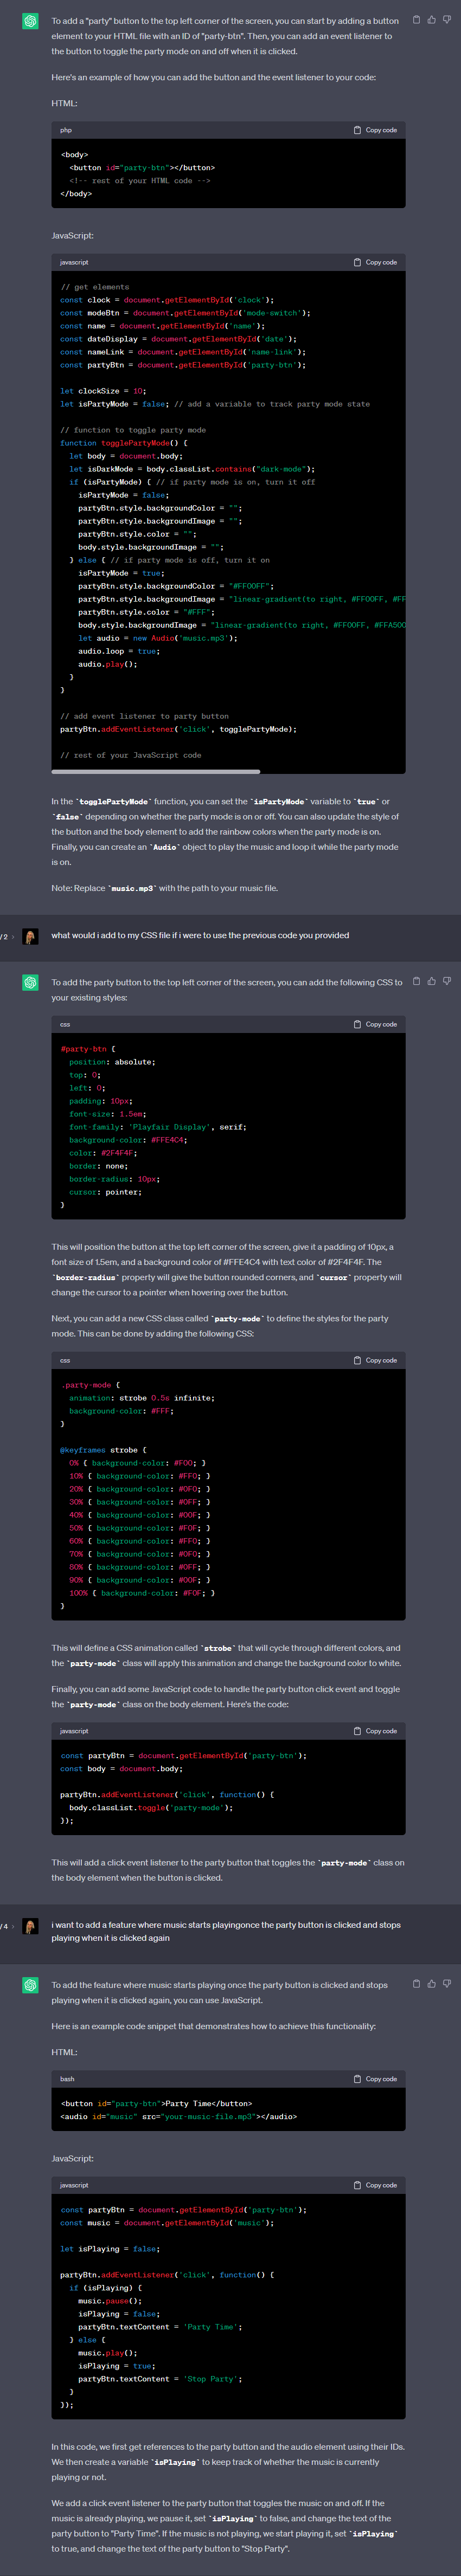 To add a "party" button to the top left corner of the screen, you can start by adding a button
element to your HTML file with an ID of "party-btn". Then, you can add an event listener to
the button to toggle the party mode on and off when it is clicked.
Here's an example of how you can add the button and the event listener to your code:
HTML:
php
Copy code
<body>
  <button id="party-btn"></button>
  <!-- rest of your HTML code -->
</body>
JavaScript:
javascript
Copy code
// get elements
const clock = document.getElementById('clock');
const modeBtn = document.getElementById('mode-switch');
const name = document.getElementById('name');
const dateDisplay = document.getElementById('date');
const nameLink = document.getElementById('name-link');
const partyBtn = document.getElementById('party-btn');
let clockSize = 10;
let isPartyMode = false; // add a variable to track party mode state
// function to toggle party mode
function togglePartyMode() {
  let body = document.body;
  let isDarkMode = body.classList.contains("dark-mode");
  if (isPartyMode) { // if party mode is on, turn it off
    isPartyMode = false;
    partyBtn.style.backgroundColor = "";
    partyBtn.style.backgroundImage = "";
    partyBtn.style.color = "";
    body.style.backgroundImage = "";
  } else { // if party mode is off, turn it on
    isPartyMode = true;
    partyBtn.style.backgroundColor = "#FF00FF";
    partyBtn.style.backgroundImage = "linear-gradient(to right, #FF00FF, #FF
    partyBtn.style.color = "#FFF";
    body.style.backgroundImage = "linear-gradient(to right, #FF00FF, #FFA500
    let audio = new Audio('music.mp3');
    audio.loop = true;
    audio.play();
  }
}
// add event listener to party button
partyBtn.addEventListener('click', togglePartyMode);
// rest of your JavaScript code
In the `togglePartyMode` function, you can set the `isPartyMode` variable to `true` or
`false` depending on whether the party mode is on or off. You can also update the style of
the button and the body element to add the rainbow colors when the party mode is on.
Finally, you can create an `Audio` object to play the music and loop it while the party mode
is on.
Note: Replace `music.mp3` with the path to your music file.
/ 2 >
what would i add to my CSS file if i were to use the previous code you provided
To add the party button to the top left corner of the screen, you can add the following CSS to
your existing styles:
css
Copy code
#party-btn {
  position: absolute;
  top: 0;
  left: 0;
  padding: 10px;
  font-size: 1.5em;
  font-family: 'Playfair Display', serif;
  background-color: #FFE4C4;
  color: #2F4F4F;
  border: none;
  border-radius: 10px;
  cursor: pointer;
}
This will position the button at the top left corner of the screen, give it a padding of 10px, a
font size of 1.5em, and a background color of #FFE4C4 with text color of #2F4F4F. The
`border-radius` property will give the button rounded corners, and `cursor` property will
change the cursor to a pointer when hovering over the button.
Next, you can add a new CSS class called `party-mode` to define the styles for the party
mode. This can be done by adding the following CSS:
css
Copy code
.party-mode {
  animation: strobe 0.5s infinite;
  background-color: #FFF;
}
@keyframes strobe {
  0% { background-color: #F00; }
  10% { background-color: #FF0; }
  20% { background-color: #0F0; }
  30% { background-color: #0FF; }
  40% { background-color: #00F; }
  50% { background-color: #F0F; }
  60% { background-color: #FF0; }
  70% { background-color: #0F0; }
  80% { background-color: #0FF; }
  90% { background-color: #00F; }
  100% { background-color: #F0F; }
}
This will define a CSS animation called `strobe` that will cycle through different colors, and
the `party-mode` class will apply this animation and change the background color to white.
Finally, you can add some JavaScript code to handle the party button click event and toggle
the `party-mode` class on the body element. Here's the code:
javascript
Copy code
const partyBtn = document.getElementById('party-btn');
const body = document.body;
partyBtn.addEventListener('click', function() {
  body.classList.toggle('party-mode');
});
This will add a click event listener to the party button that toggles the `party-mode` class on
the body element when the button is clicked.
/ 4 >
i want to add a feature where music starts playingonce the party button is clicked and stops
playing when it is clicked again
To add the feature where music starts playing once the party button is clicked and stops
playing when it is clicked again, you can use JavaScript.
Here is an example code snippet that demonstrates how to achieve this functionality:
HTML:
bash
Copy code
<button id="party-btn">Party Time</button>
<audio id="music" src="your-music-file.mp3"></audio>
JavaScript:
javascript
Copy code
const partyBtn = document.getElementById('party-btn');
const music = document.getElementById('music');
let isPlaying = false;
partyBtn.addEventListener('click', function() {
  if (isPlaying) {
    music.pause();
    isPlaying = false;
    partyBtn.textContent = 'Party Time';
  } else {
    music.play();
    isPlaying = true;
    partyBtn.textContent = 'Stop Party';
  }
});
In this code, we first get references to the party button and the audio element using their IDs.
We then create a variable `isPlaying` to keep track of whether the music is currently
playing or not.
We add a click event listener to the party button that toggles the music on and off. If the
music is already playing, we pause it, set `isPlaying` to false, and change the text of the
party button to "Party Time". If the music is not playing, we start playing it, set `isPlaying`
to true, and change the text of the party button to "Stop Party".